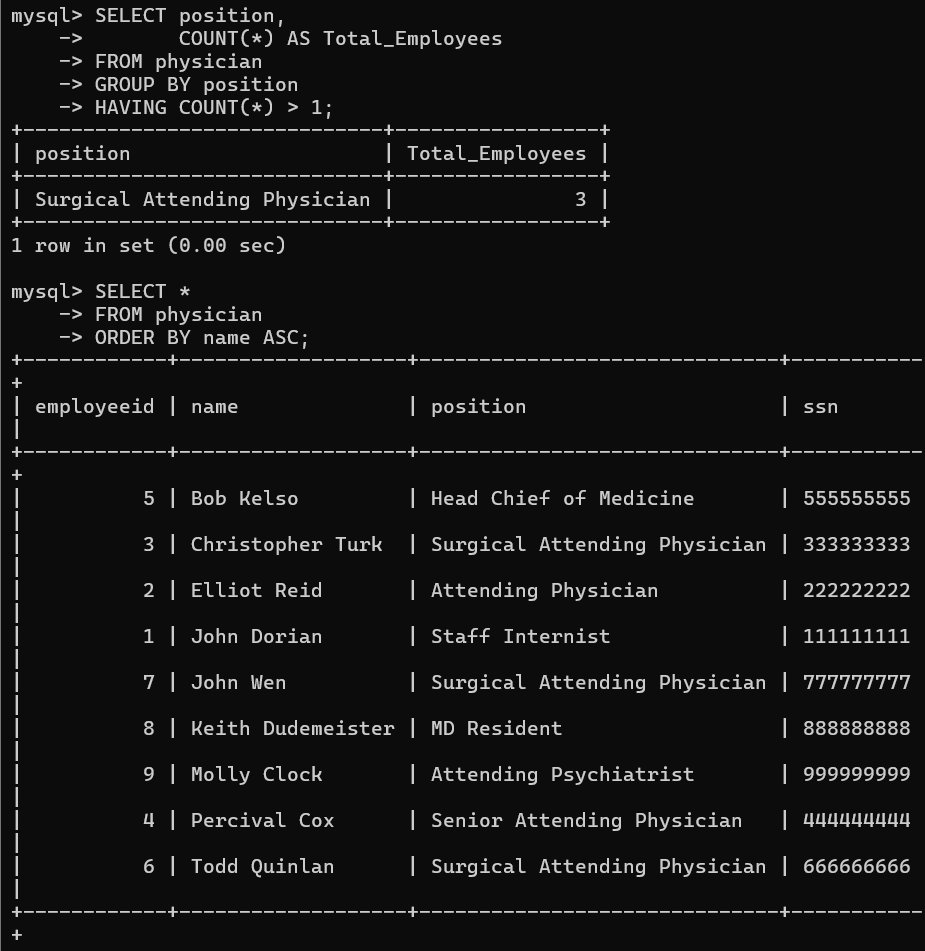 mysql> SELECT position,
    ->        COUNT(*) AS Total_Employees
    -> FROM physician
    -> GROUP BY position
    -> HAVING COUNT(*) > 1;
+------------------------------+-----------------+
| position                     | Total_Employees |
+------------------------------+-----------------+
| Surgical Attending Physician |               3 |
+------------------------------+-----------------+
1 row in set (0.00 sec)

mysql> SELECT *
    -> FROM physician
    -> ORDER BY name ASC;
+------------+-------------------+------------------------------+-----------
+
| employeeid | name              | position                     | ssn
|
+------------+-------------------+------------------------------+-----------
+
|          5 | Bob Kelso         | Head Chief of Medicine       | 555555555
|
|          3 | Christopher Turk  | Surgical Attending Physician | 333333333
|
|          2 | Elliot Reid       | Attending Physician          | 222222222
|
|          1 | John Dorian       | Staff Internist              | 111111111
|
|          7 | John Wen          | Surgical Attending Physician | 777777777
|
|          8 | Keith Dudemeister | MD Resident                  | 888888888
|
|          9 | Molly Clock       | Attending Psychiatrist       | 999999999
|
|          4 | Percival Cox      | Senior Attending Physician   | 444444444
|
|          6 | Todd Quinlan      | Surgical Attending Physician | 666666666
|
+------------+-------------------+------------------------------+-----------
+